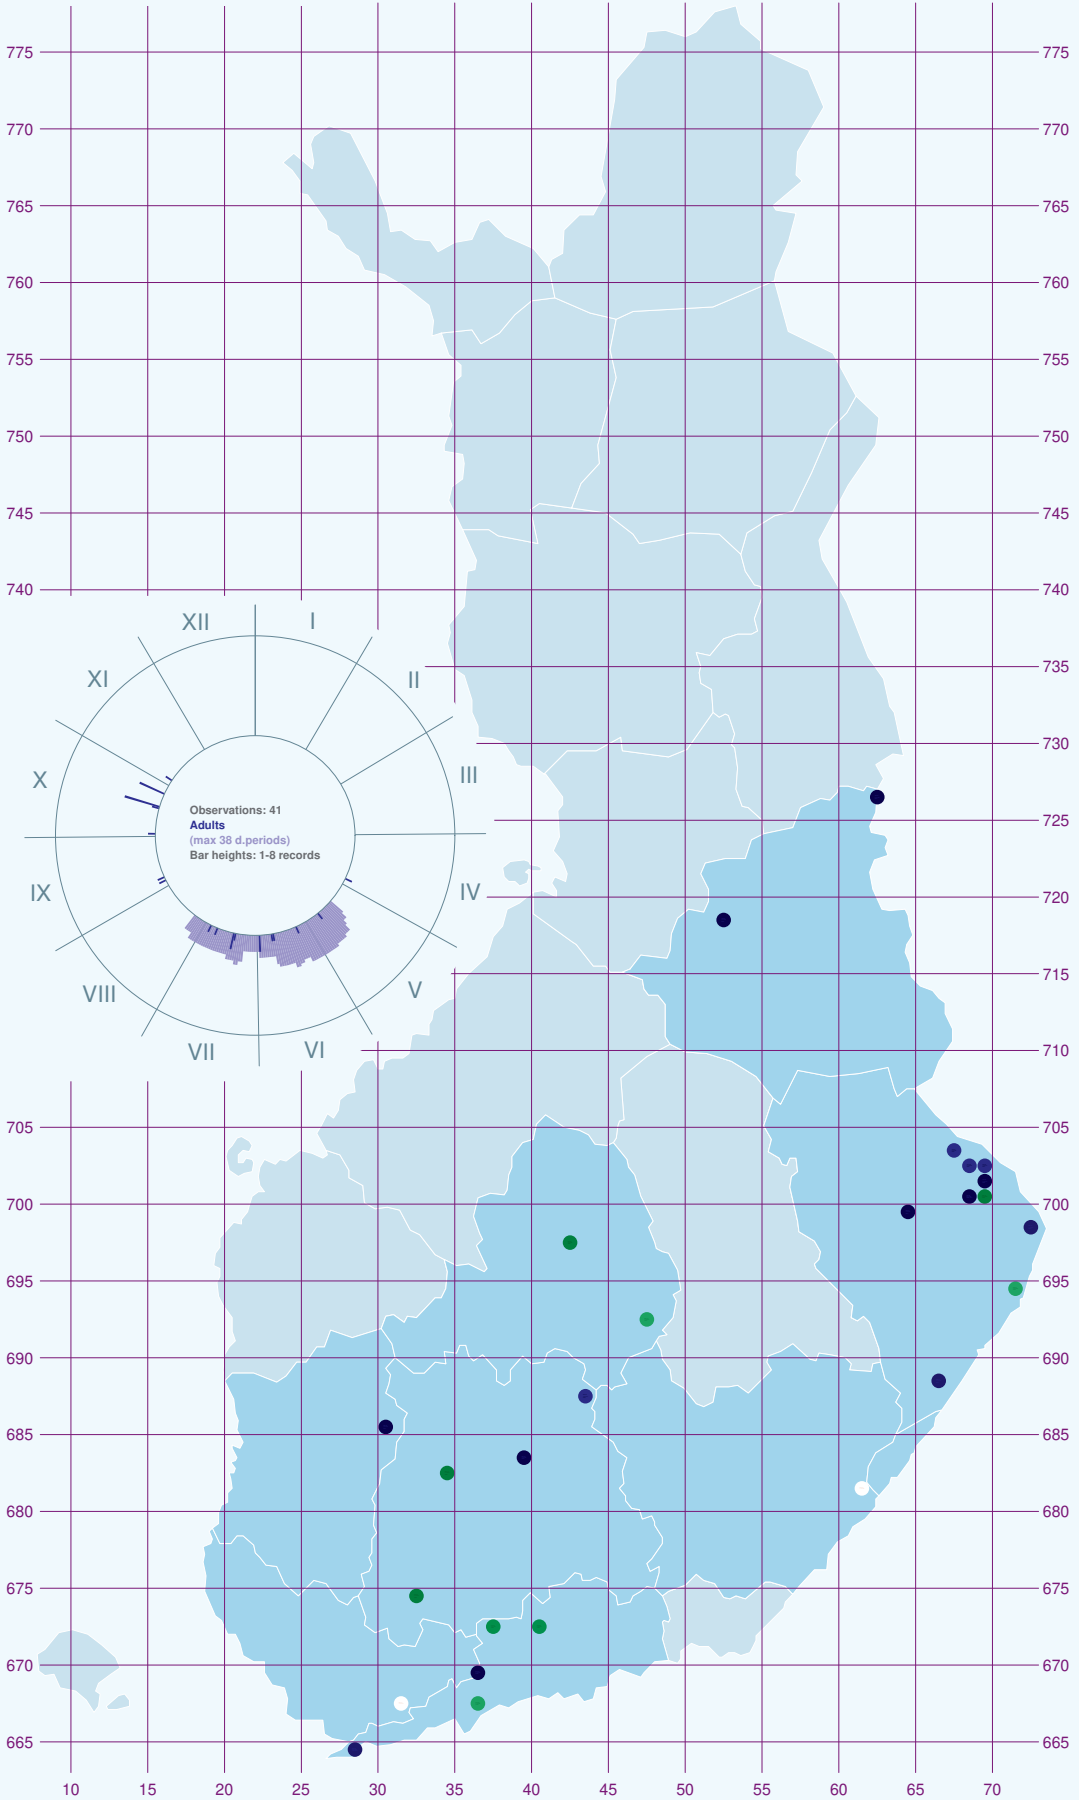 775 775
770 770
765 765
760 760
755 755
750 750
745 745
740 740
XII I
XI II
735
X III
730
Observations: 41
Adults
(max 38 d.periods)
Bar heights: 1-8 records
725
IX IV
720
VIII V
715
VII VI
710
705 705
700 700
695 695
690 690
685 685
680 680
675 675
670 670
665 665
10 15 20 25 30 35 40 45 50 55 60 65 70